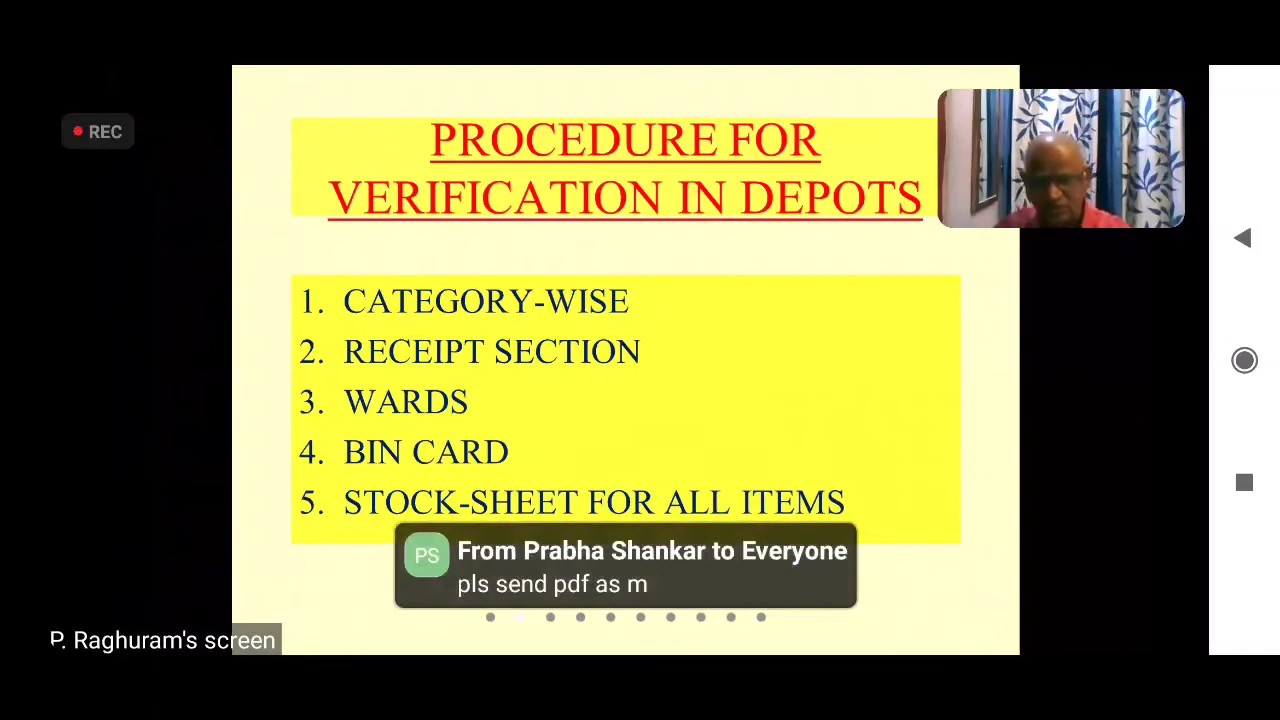 REC
PROCEDURE FOR
VERIFICATION IN DEPOTS
1. CATEGORY-WISE
2. RECEIPT SECTION
3. WARDS
4. BIN CARD
5. STOCK-SHEET FOR ALL ITEMS
PS
From Prabha Shankar to Everyone
pls send pdf as m
P. Raghuram's screen